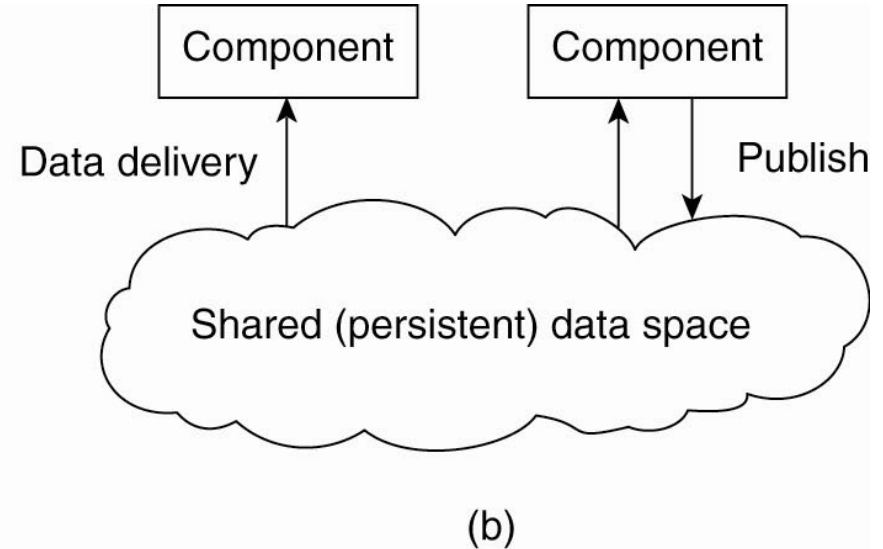 Component
Component
Data delivery
Publish
Shared (persistent) data space
(b)